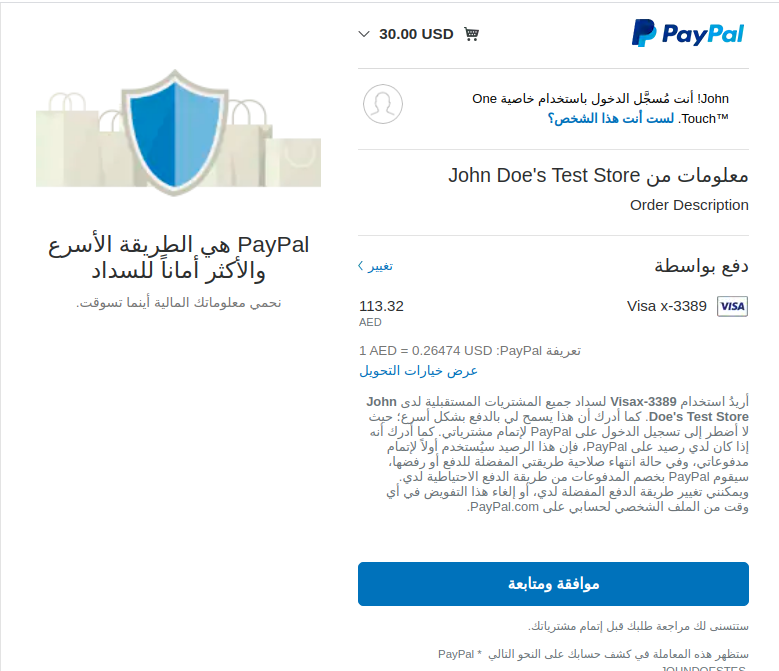 PayPal
30.00 USD
John! أنت مُسجَّل الدخول باستخدام خاصية One
Touch™. لست أنت هذا الشخص؟
معلومات من John Doe's Test Store
Order Description
دفع بواسطة
تغيير
VISA
Visa x-3389
113.32
AED
تعريفة PayPal: 1 AED = 0.26474 USD
عرض خيارات التحويل
أريدُ استخدام Visax-3389 لسداد جميع المشتريات المستقبلية لدى John
Doe's Test Store. كما أدرك أن هذا يسمح لي بالدفع بشكل أسرع؛ حيث
لا أضطر إلى تسجيل الدخول على PayPal لإتمام مشترياتي. كما أدرك أنه
إذا كان لدي رصيد على PayPal، فإن هذا الرصيد سيُستخدم أولاً لإتمام
مدفوعاتي، وفي حالة انتهاء صلاحية طريقتي المفضلة للدفع أو رفضها،
سيقوم PayPal بخصم المدفوعات من طريقة الدفع الاحتياطية لدي.
ويمكنني تغيير طريقة الدفع المفضلة لدي، أو إلغاء هذا التفويض في أي
وقت من الملف الشخصي لحسابي على PayPal.com.
موافقة ومتابعة
ستتسنى لك مراجعة طلبك قبل إتمام مشترياتك.
ستظهر هذه المعاملة في كشف حسابك على النحو التالي PayPal *
JOHNDOESTES
PayPal هي الطريقة الأسرع
والأكثر أماناً للسداد
نحمي معلوماتك المالية أينما تسوقت.